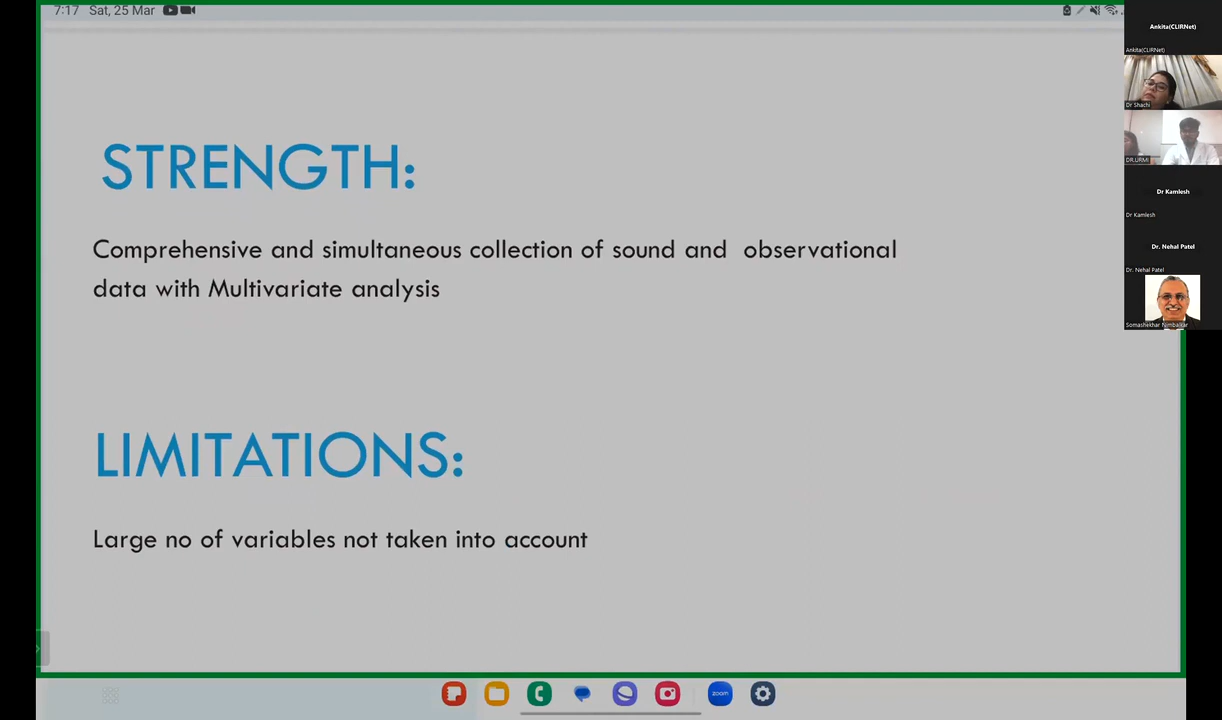 7:17 Sat, 25 Mar
STRENGTH:
Comprehensive and simultaneous collection of sound and observational
data with Multivariate analysis
LIMITATIONS:
Large no of variables not taken into account
Ankita(CLIRNet)
Ankita(CLIRNet)
Dr Shachi
DR.URMI
Dr Kamlesh
Dr Kamlesh
Dr. Nehal Patel
Dr. Nehal Patel
Somashekhar Nimbalkar
zoom